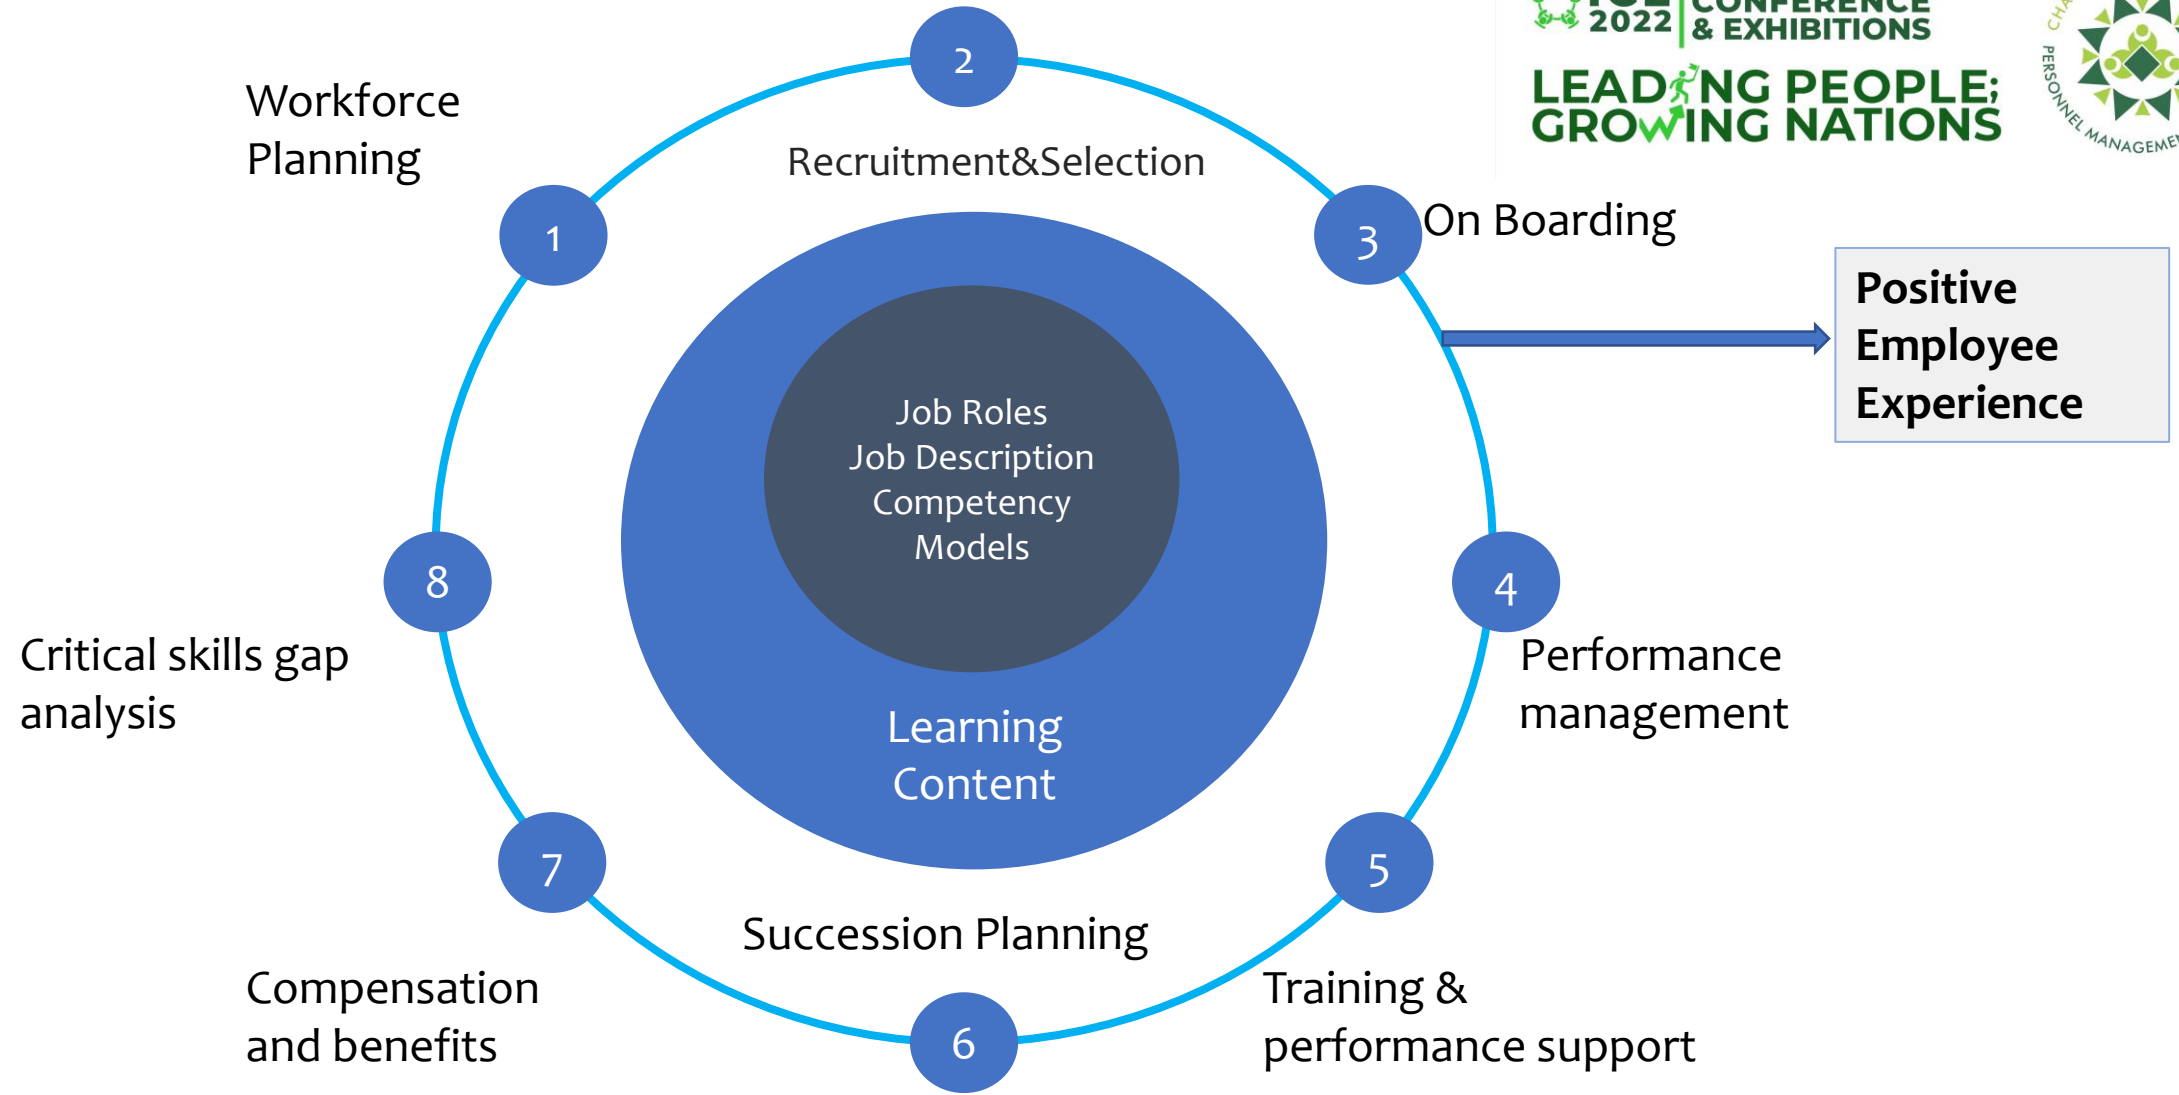 2022
CONFERENCE
& EXHIBITIONS
LEADING PEOPLE;
GROWING NATIONS
PERSONNEL
Workforce
Planning
2
Recruitment&Selection
1
3
On Boarding
Positive
Employee
Experience
Job Roles
Job Description
Competency
Models
8
4
Critical skills gap
analysis
Performance
management
Learning
Content
7
5
Succession Planning
Compensation
and benefits
6
Training &
performance support